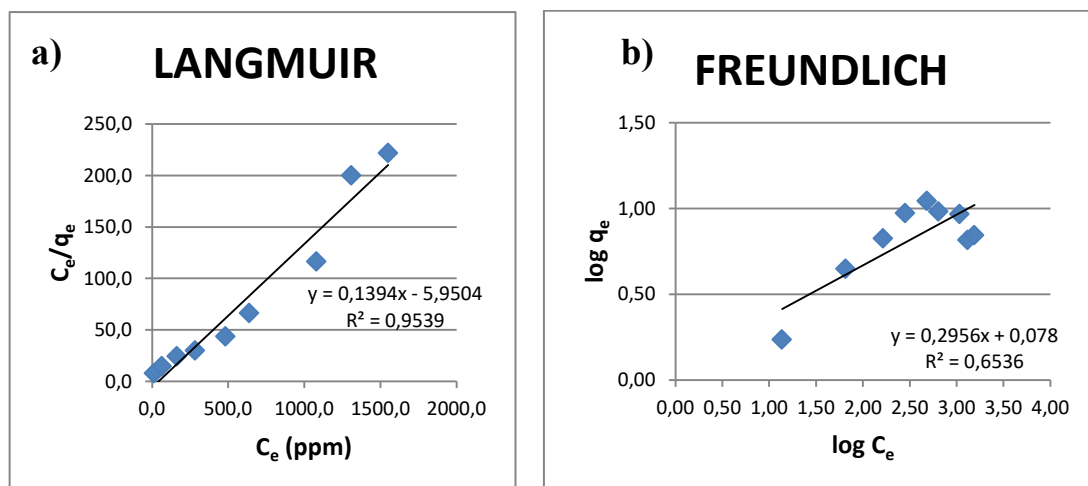 a)
LANGMUIR
Ce/qe
250,0
200,0
150,0
100,0
50,0
0,0
y = 0,1394x - 5,9504
R² = 0,9539
0,0 500,0 1000,0 1500,0 2000,0
Ce (ppm)
b)
FREUNDLICH
log qe
1,50
1,00
0,50
0,00
y = 0,2956x + 0,078
R² = 0,6536
0,00 0,50 1,00 1,50 2,00 2,50 3,00 3,50 4,00
log Ce